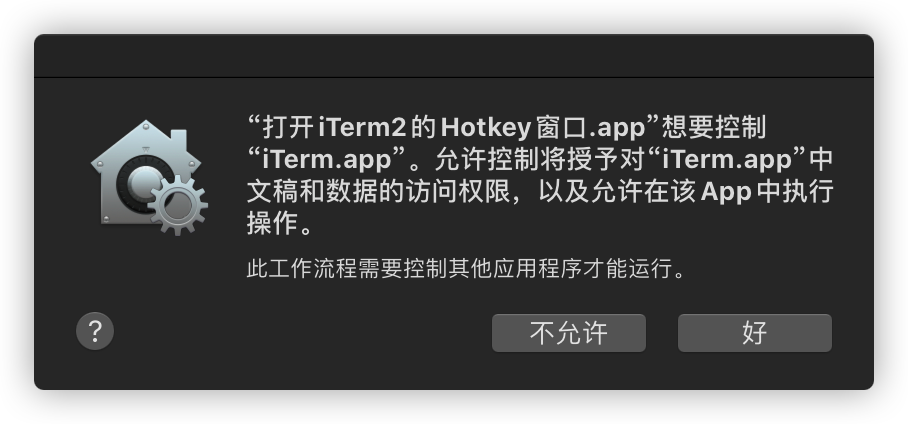 “打开 iTerm2 的 Hotkey 窗口.app”想要控制
“iTerm.app”。允许控制将授予对“iTerm.app”中
文稿和数据的访问权限，以及允许在该 App 中执行
操作。
此工作流程需要控制其他应用程序才能运行。
?
不允许
好